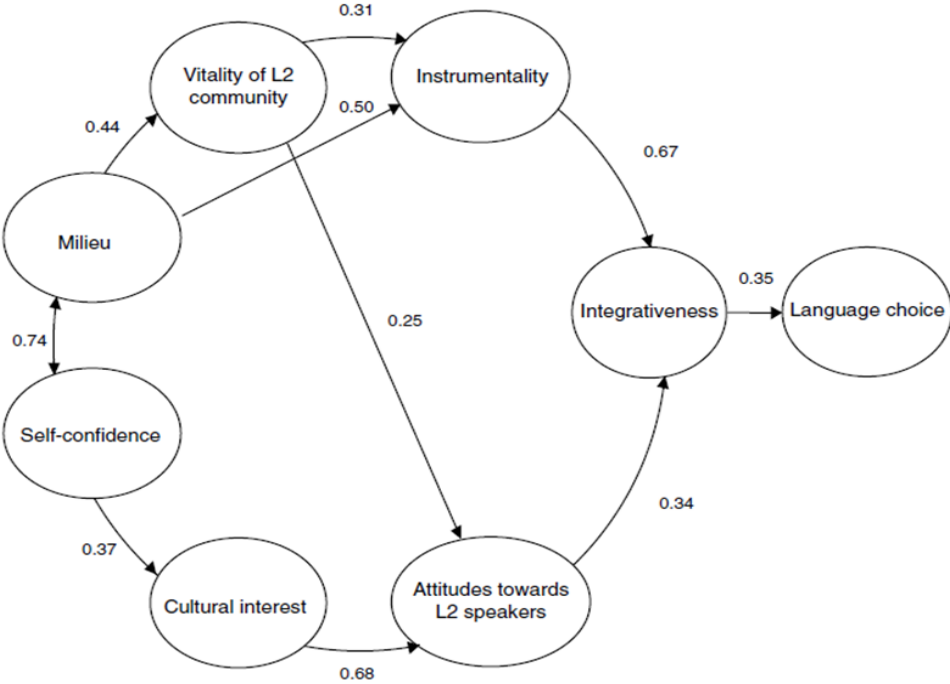 0.31
Vitality of L2
community
Instrumentality
0.50
0.44
0.67
Milieu
0.25
0.35
Integrativeness
Language choice
0.74
Self-confidence
0.34
0.37
Cultural interest
Attitudes towards
L2 speakers
0.68